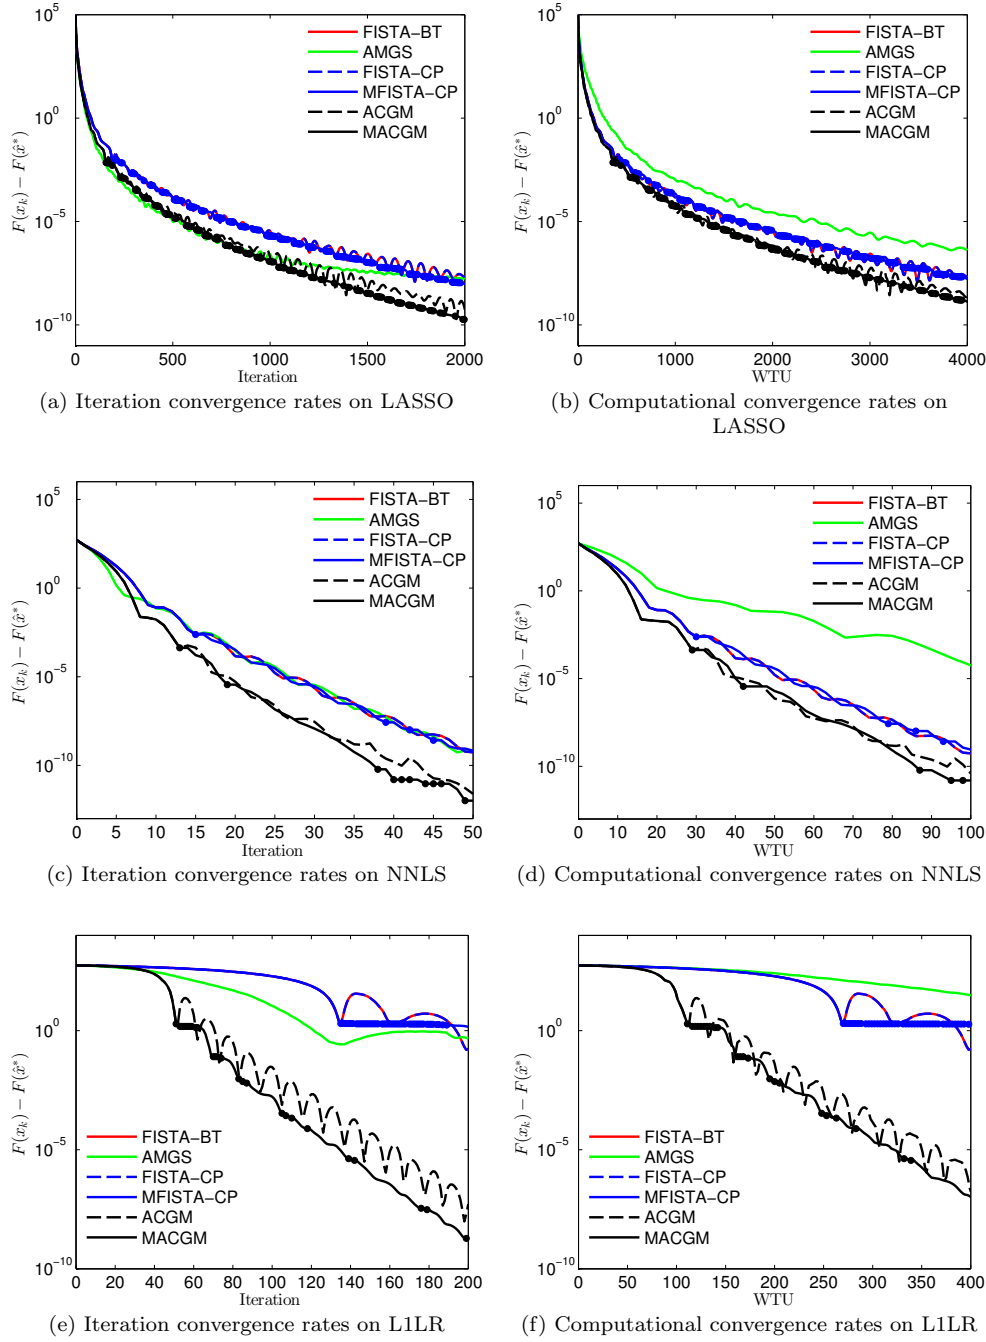 10^5
10^0
10^{-5}
10^{-10}
F(x_k) − F(x̂*)
FISTA−BT
AMGS
FISTA−CP
MFISTA−CP
ACGM
MACGM
0 500 1000 1500 2000
Iteration
(a) Iteration convergence rates on LASSO
10^5
10^0
10^{-5}
10^{-10}
F(x_k) − F(x̂*)
FISTA−BT
AMGS
FISTA−CP
MFISTA−CP
ACGM
MACGM
0 1000 2000 3000 4000
WTU
(b) Computational convergence rates on
LASSO
10^5
10^0
10^{-5}
10^{-10}
F(x_k) − F(x̂*)
FISTA−BT
AMGS
FISTA−CP
MFISTA−CP
ACGM
MACGM
0 5 10 15 20 25 30 35 40 45 50
Iteration
(c) Iteration convergence rates on NNLS
10^5
10^0
10^{-5}
10^{-10}
F(x_k) − F(x̂*)
FISTA−BT
AMGS
FISTA−CP
MFISTA−CP
ACGM
MACGM
0 10 20 30 40 50 60 70 80 90 100
WTU
(d) Computational convergence rates on NNLS
10^0
10^{-5}
10^{-10}
F(x_k) − F(x̂*)
FISTA−BT
AMGS
FISTA−CP
MFISTA−CP
ACGM
MACGM
0 20 40 60 80 100 120 140 160 180 200
Iteration
(e) Iteration convergence rates on L1LR
10^0
10^{-5}
10^{-10}
F(x_k) − F(x̂*)
FISTA−BT
AMGS
FISTA−CP
MFISTA−CP
ACGM
MACGM
0 50 100 150 200 250 300 350 400
WTU
(f) Computational convergence rates on L1LR